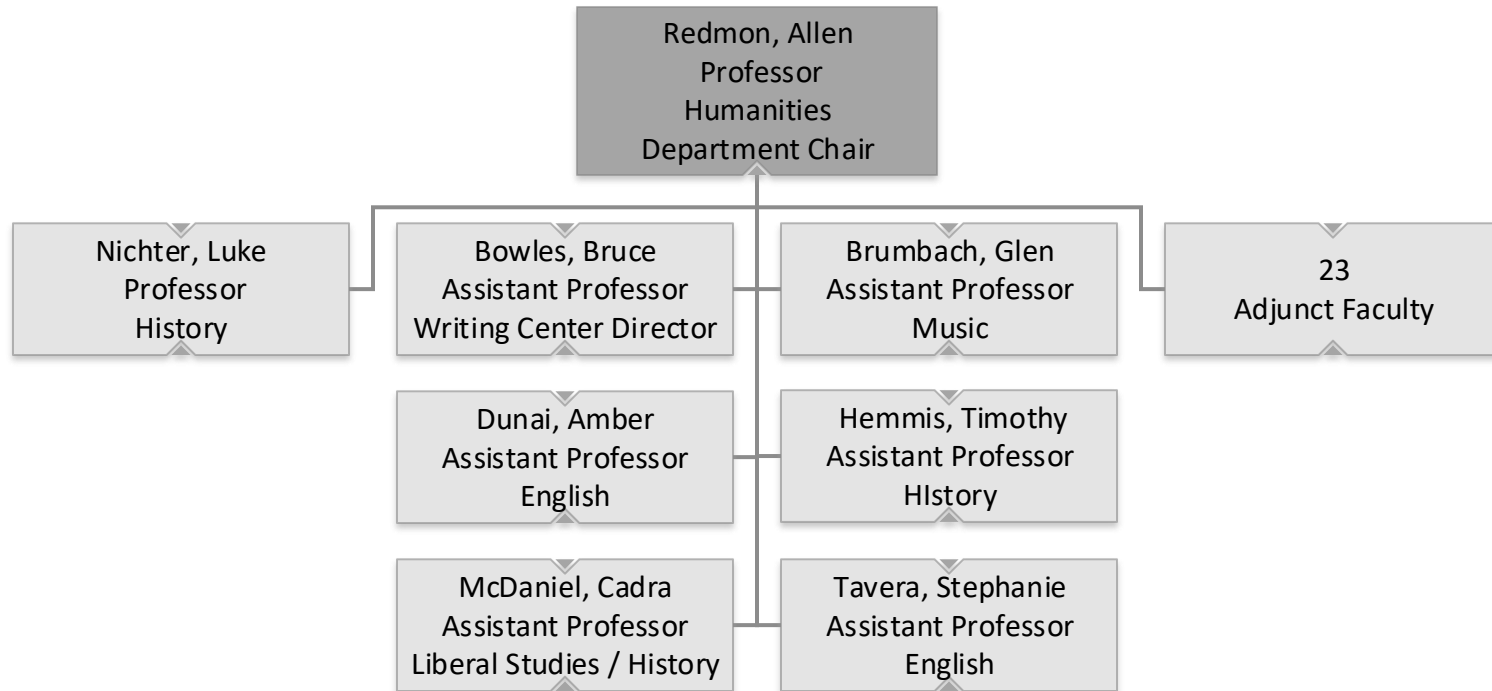 Redmon, Allen
Professor
Humanities
Department Chair
Nichter, Luke
Professor
History
Bowles, Bruce
Assistant Professor
Writing Center Director
Brumbach, Glen
Assistant Professor
Music
23
Adjunct Faculty
Dunai, Amber
Assistant Professor
English
Hemmis, Timothy
Assistant Professor
HIstory
McDaniel, Cadra
Assistant Professor
Liberal Studies / History
Tavera, Stephanie
Assistant Professor
English